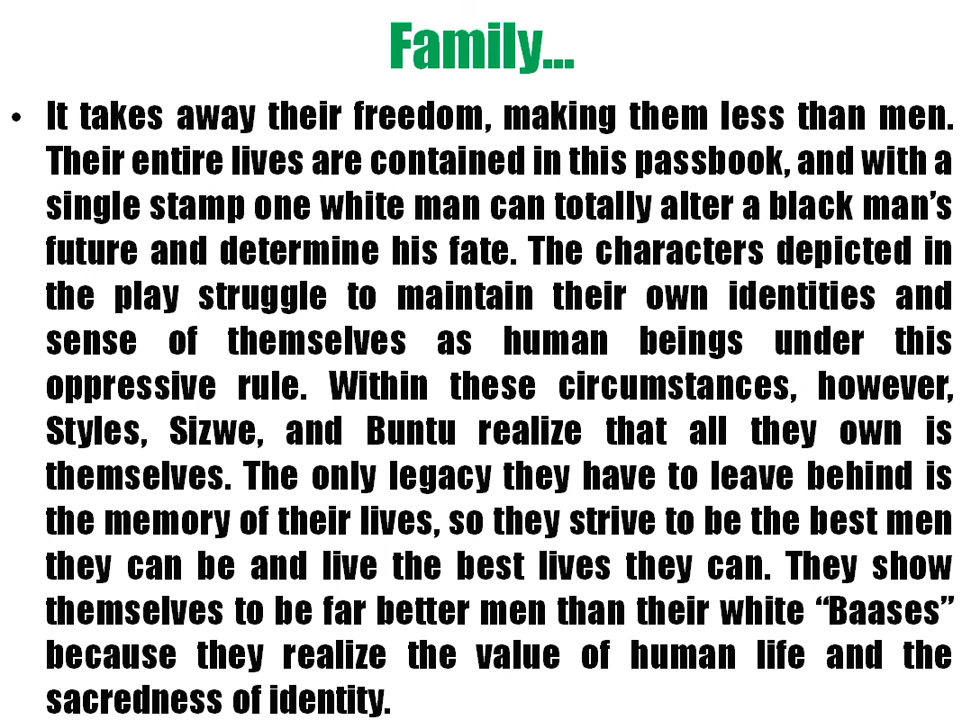 Family...
• It takes away their freedom, making them less than men.
Their entire lives are contained in this passbook, and with a
single stamp one white man can totally alter a black man’s
future and determine his fate. The characters depicted in
the play struggle to maintain their own identities and
sense of themselves as human beings under this
oppressive rule. Within these circumstances, however,
Styles, Sizwe, and Buntu realize that all they own is
themselves. The only legacy they have to leave behind is
the memory of their lives, so they strive to be the best men
they can be and live the best lives they can. They show
themselves to be far better men than their white “Baases”
because they realize the value of human life and the
sacredness of identity.